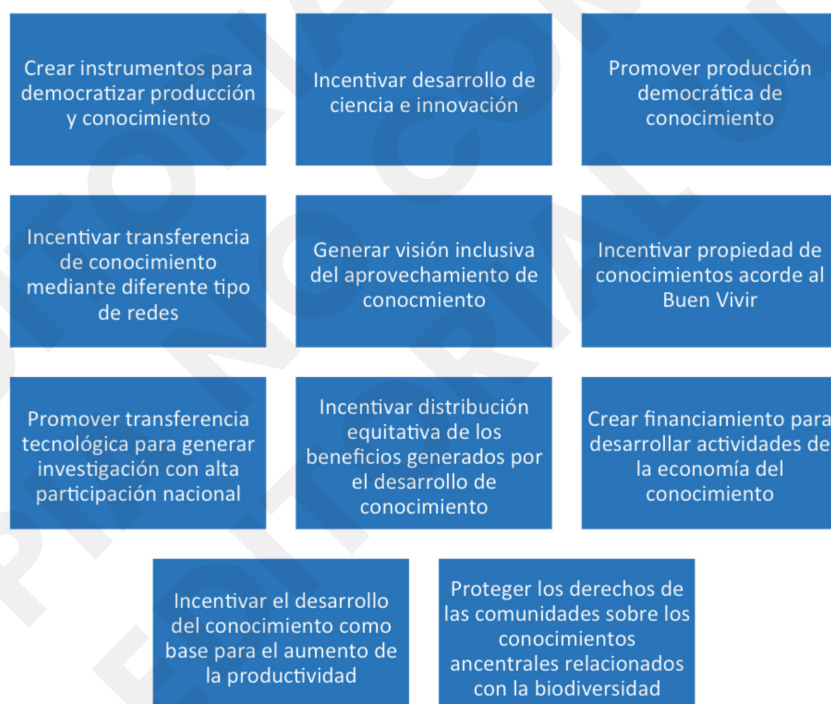 Crear instrumentos para
democratizar producción
y conocimiento
Incentivar desarrollo de
ciencia e innovación
Promover producción
democrática de
conocimiento
Incentivar transferencia
de conocimiento
mediante diferente tipo
de redes
Generar visión inclusiva
del aprovechamiento de
conocmiento
Incentivar propiedad de
conocimientos acorde al
Buen Vivir
Promover transferencia
tecnológica para generar
investigación con alta
participación nacional
Incentivar distribución
equitativa de los
beneficios generados por
el desarrollo de
conocimiento
Crear financiamiento para
desarrollar actividades de
la economía del
conocimiento
Incentivar el desarrollo
del conocimiento como
base para el aumento de
la productividad
Proteger los derechos de
las comunidades sobre los
conocimientos
ancentrales relacionados
con la biodiversidad